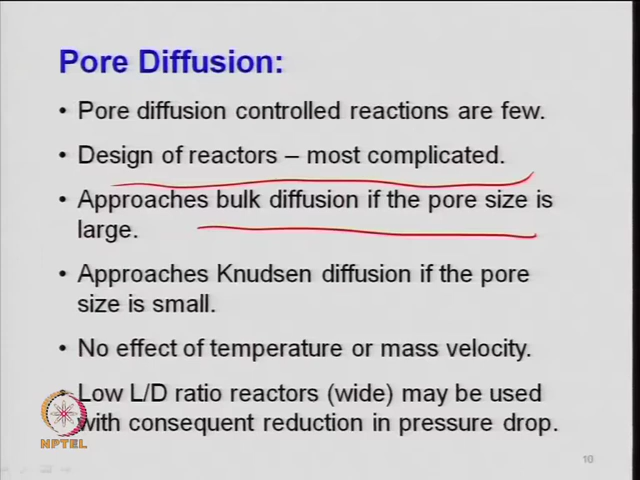 Pore Diffusion:
• Pore diffusion controlled reactions are few.
• Design of reactors – most complicated.
• Approaches bulk diffusion if the pore size is
large.
• Approaches Knudsen diffusion if the pore
size is small.
• No effect of temperature or mass velocity.
• Low L/D ratio reactors (wide) may be used
with consequent reduction in pressure drop.
NPTEL
10